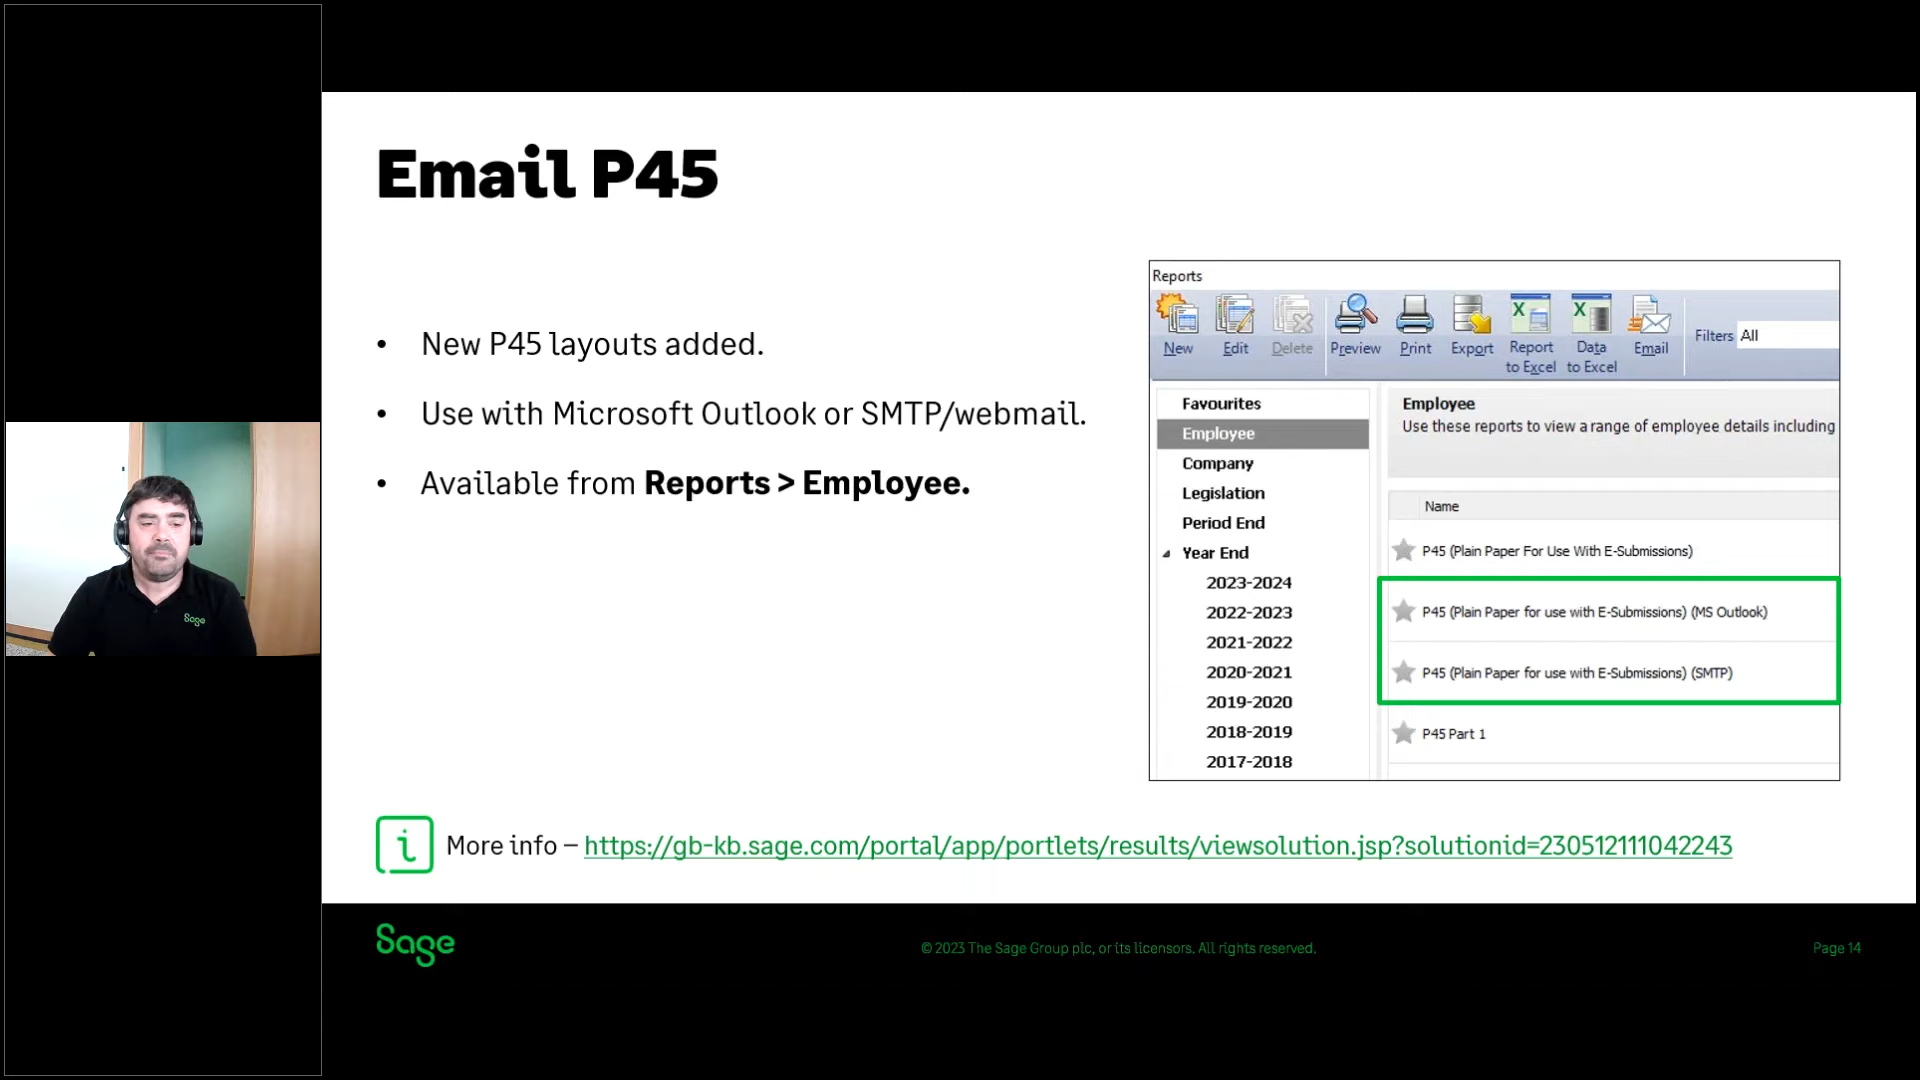 Email P45
• New P45 layouts added.
• Use with Microsoft Outlook or SMTP/webmail.
• Available from Reports > Employee.
Reports
New
Edit
Delete
Preview
Print
Export
Report
to Excel
Data
to Excel
Email
Filters All
Favourites
Employee
Company
Legislation
Period End
Year End
2023-2024
2022-2023
2021-2022
2020-2021
2019-2020
2018-2019
2017-2018
Employee
Use these reports to view a range of employee details including
Name
P45 (Plain Paper For Use With E-Submissions)
P45 (Plain Paper for use with E-Submissions) (MS Outlook)
P45 (Plain Paper for use with E-Submissions) (SMTP)
P45 Part 1
Sage
i More info – https://gb-kb.sage.com/portal/app/portlets/results/viewsolution.jsp?solutionid=230512111042243
Sage
© 2023 The Sage Group plc, or its licensors. All rights reserved.
Page 14